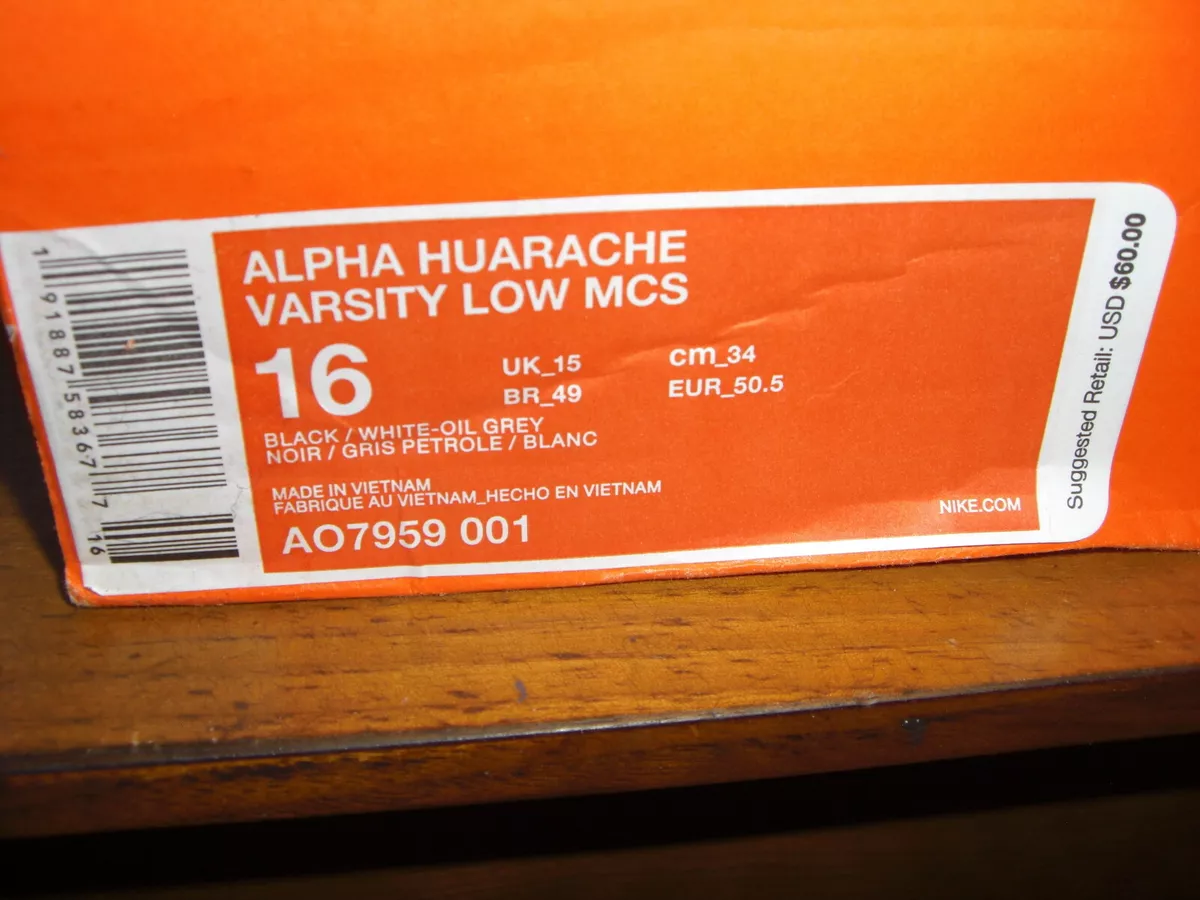 ALPHA HUARACHE
VARSITY LOW MCS
16
UK_15
cm_34
BR_49
EUR_50.5
BLACK / WHITE-OIL GREY
NOIR / GRIS PETROLE / BLANC
MADE IN VIETNAM
FABRIQUE AU VIETNAM_HECHO EN VIETNAM
AO7959 001
NIKE.COM
Suggested Retail: USD $60.00
1 91887 58367 7 16